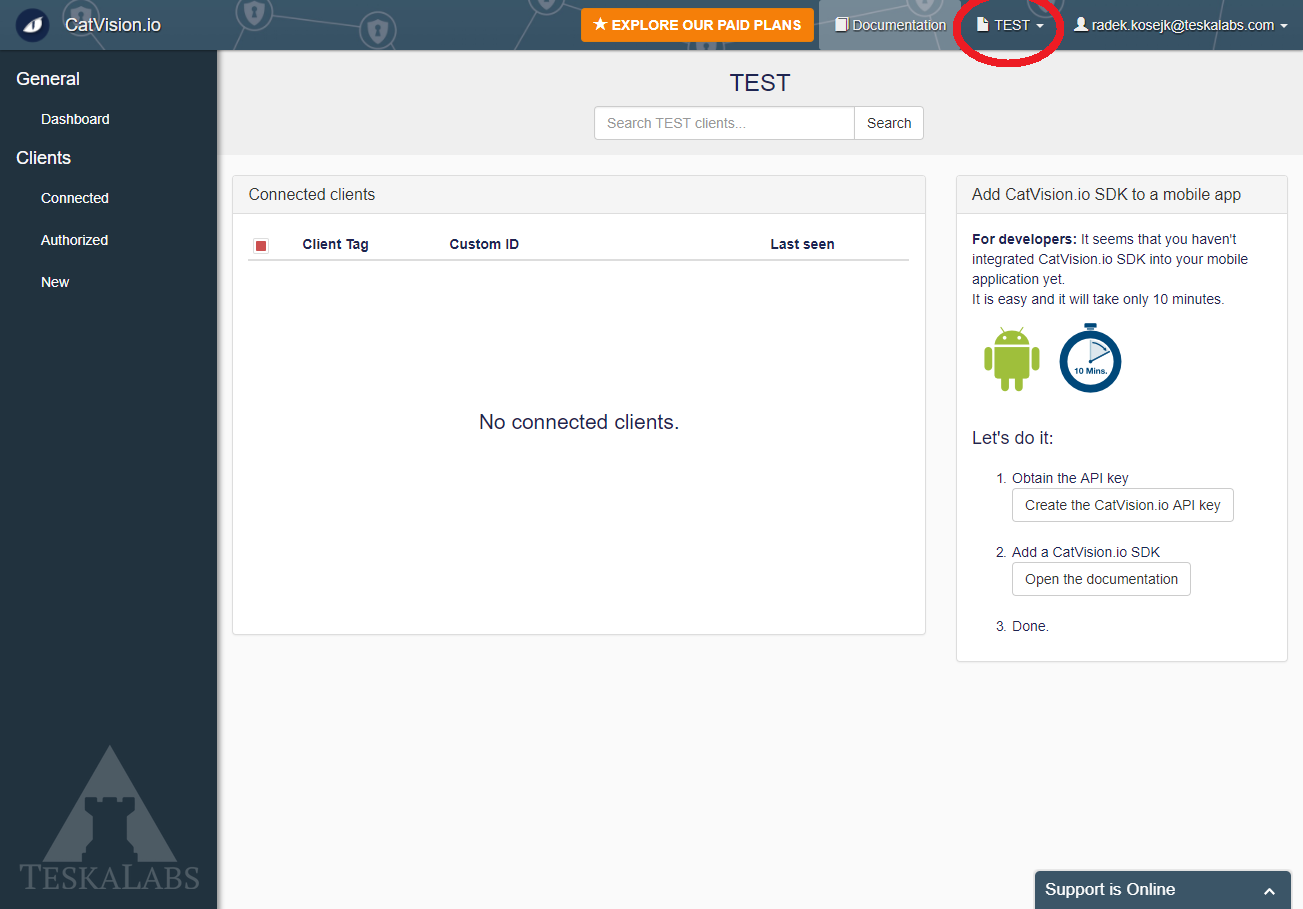 CatVision.io
★ EXPLORE OUR PAID PLANS
Documentation
TEST
radek.kosejk@teskalabs.com
General
Dashboard
Clients
Connected
Authorized
New
TEST
Search TEST clients...
Search
Connected clients
Client Tag Custom ID Last seen
No connected clients.
Add CatVision.io SDK to a mobile app
For developers: It seems that you haven't
integrated CatVision.io SDK into your mobile
application yet.
It is easy and it will take only 10 minutes.
10 Mins.
Let's do it:
1. Obtain the API key
Create the CatVision.io API key
2. Add a CatVision.io SDK
Open the documentation
3. Done.
TESKALABS
Support is Online